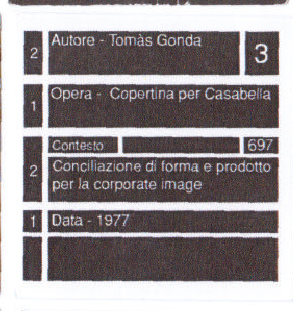 2 Autore - Tomàs Gonda 3
1 Opera - Copertina per Casabella
Contesto 697
2 Conciliazione di forma e prodotto
per la corporate image
1 Data - 1977